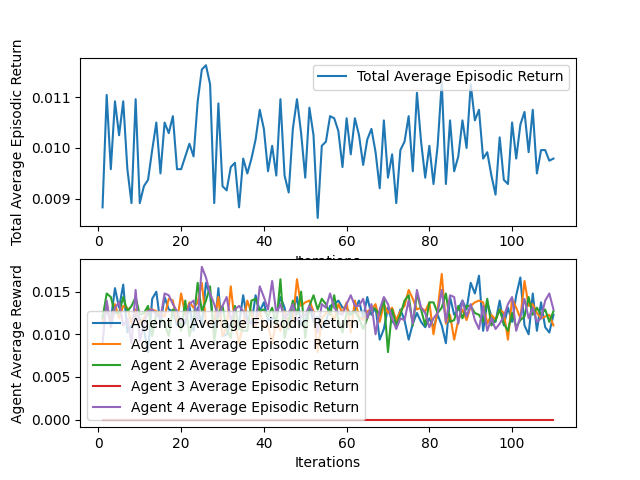 Total Average Episodic Return
Total Average Episodic Return
0.011
0.010
0.009
0 20 40 60 80 100
Iterations
Agent Average Reward
0.015
0.010
0.005
0.000
Agent 0 Average Episodic Return
Agent 1 Average Episodic Return
Agent 2 Average Episodic Return
Agent 3 Average Episodic Return
Agent 4 Average Episodic Return
0 20 40 60 80 100
Iterations